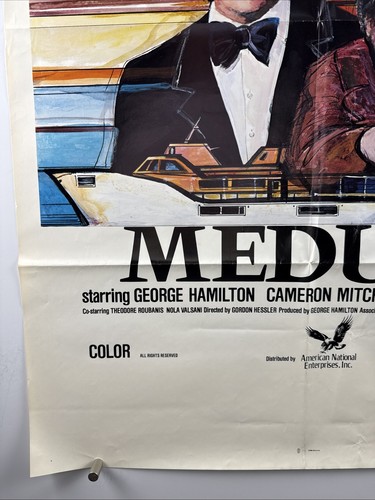 MEDU
starring GEORGE HAMILTON CAMERON MITCH
Co-starring THEODORE ROUBANIS NOLA VALSANI Directed by GORDON HESSLER Produced by GEORGE HAMILTON Assoc
COLOR ALL RIGHTS RESERVED
Distributed by American National
Enterprises, Inc.